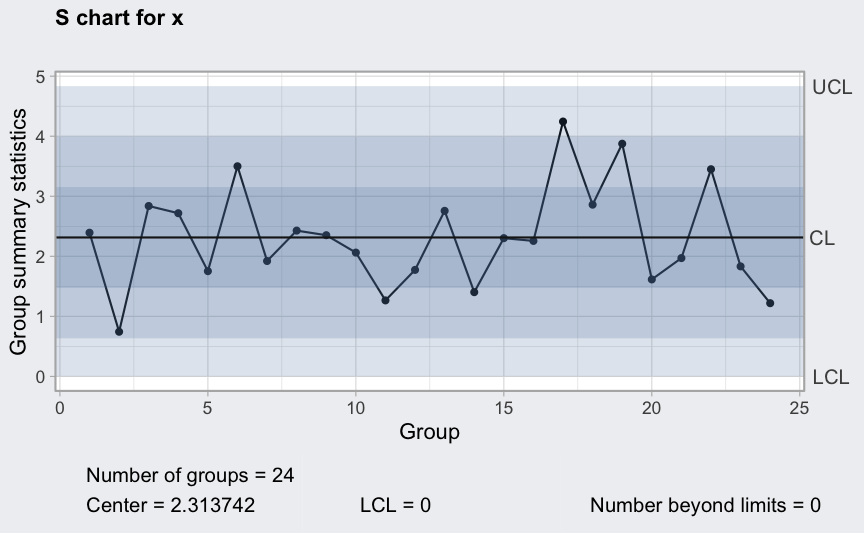 S chart for x
Group summary statistics
5
4
3
2
1
0
UCL
CL
LCL
0 5 10 15 20 25
Group
Number of groups = 24
Center = 2.313742 LCL = 0 Number beyond limits = 0